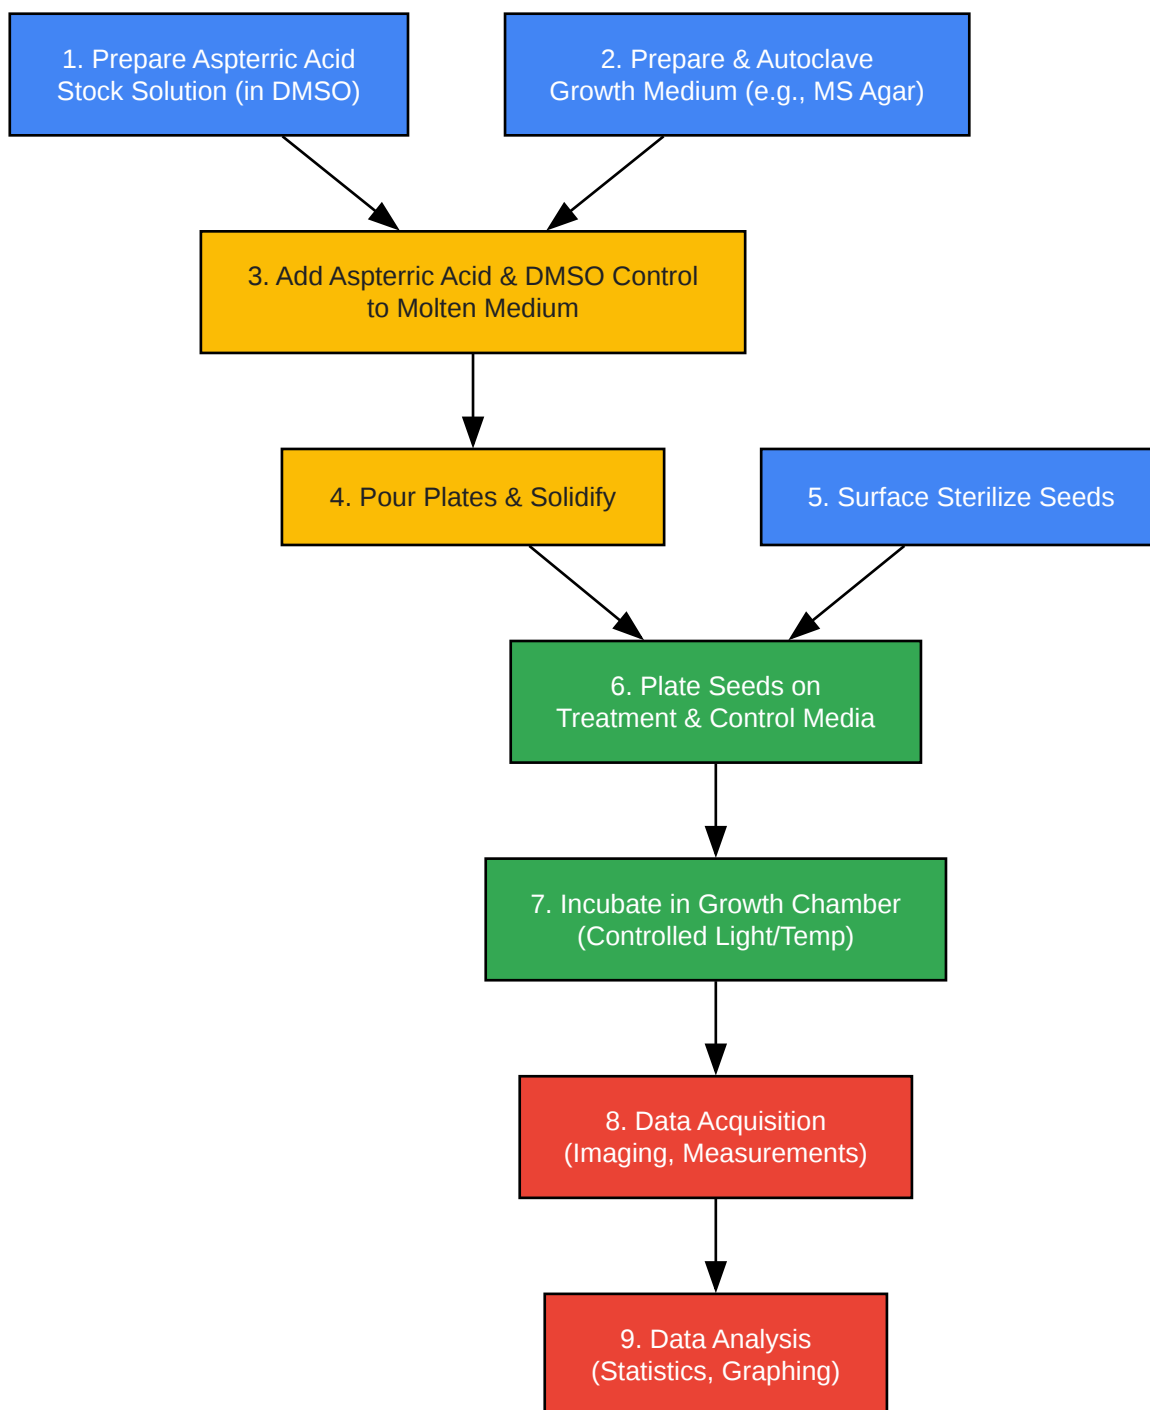 1. Prepare Aspterric Acid
Stock Solution (in DMSO)
2. Prepare & Autoclave
Growth Medium (e.g., MS Agar)
3. Add Aspterric Acid & DMSO Control
to Molten Medium
4. Pour Plates & Solidify
5. Surface Sterilize Seeds
6. Plate Seeds on
Treatment & Control Media
7. Incubate in Growth Chamber
(Controlled Light/Temp)
8. Data Acquisition
(Imaging, Measurements)
9. Data Analysis
(Statistics, Graphing)